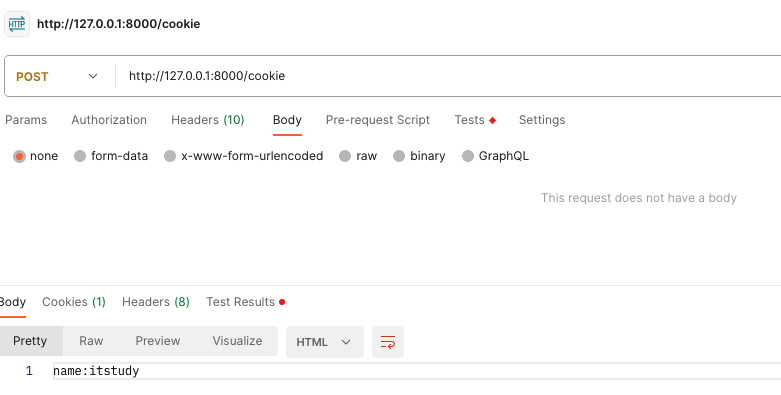 HTTP http://127.0.0.1:8000/cookie
POST http://127.0.0.1:8000/cookie
Params Authorization Headers (10) Body Pre-request Script Tests Settings
none form-data x-www-form-urlencoded raw binary GraphQL
This request does not have a body
Body Cookies (1) Headers (8) Test Results
Pretty Raw Preview Visualize HTML
1 name:itstudy